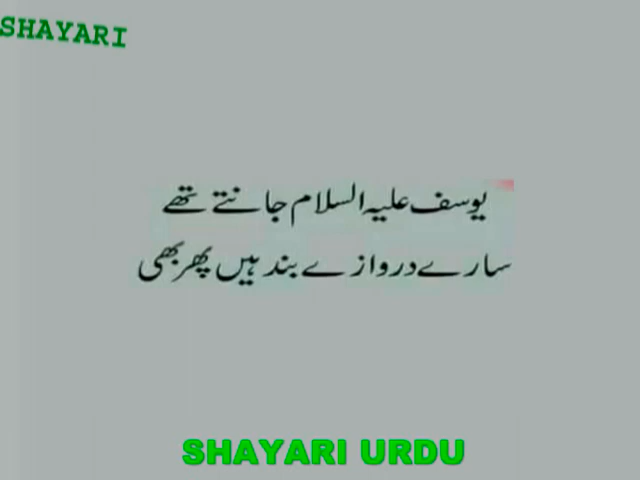 SHAYARI
یوسف علیہ السلام جانتے تھے
سارے دروازے بند ہیں پھر بھی
SHAYARI URDU